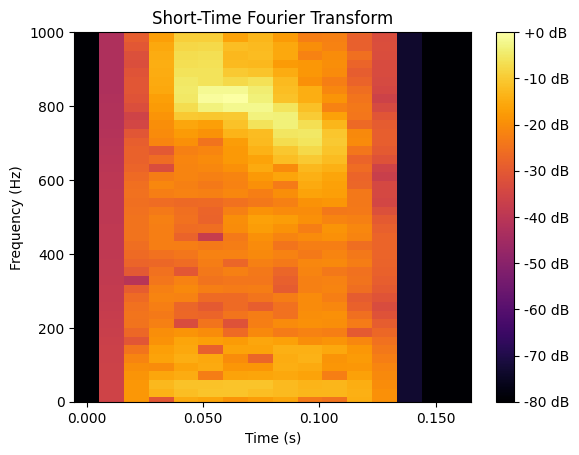 Short-Time Fourier Transform
1000
800
600
400
200
0
Frequency (Hz)
0.000
0.050
0.100
0.150
Time (s)
+0 dB
-10 dB
-20 dB
-30 dB
-40 dB
-50 dB
-60 dB
-70 dB
-80 dB